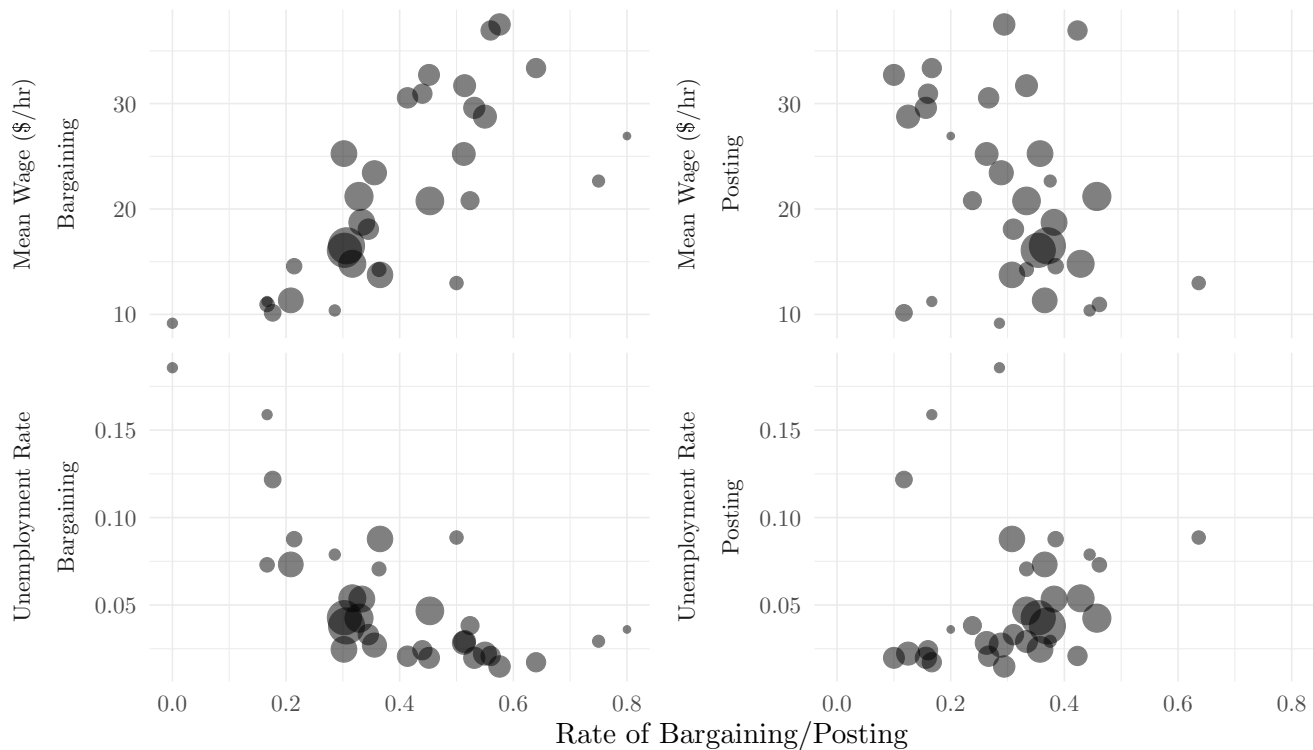 Mean Wage ($/hr)
Bargaining
30
20
10
Mean Wage ($/hr)
Posting
30
20
10
Unemployment Rate
Bargaining
0.15
0.10
0.05
Unemployment Rate
Posting
0.15
0.10
0.05
0.0 0.2 0.4 0.6 0.8
0.0 0.2 0.4 0.6 0.8
Rate of Bargaining/Posting